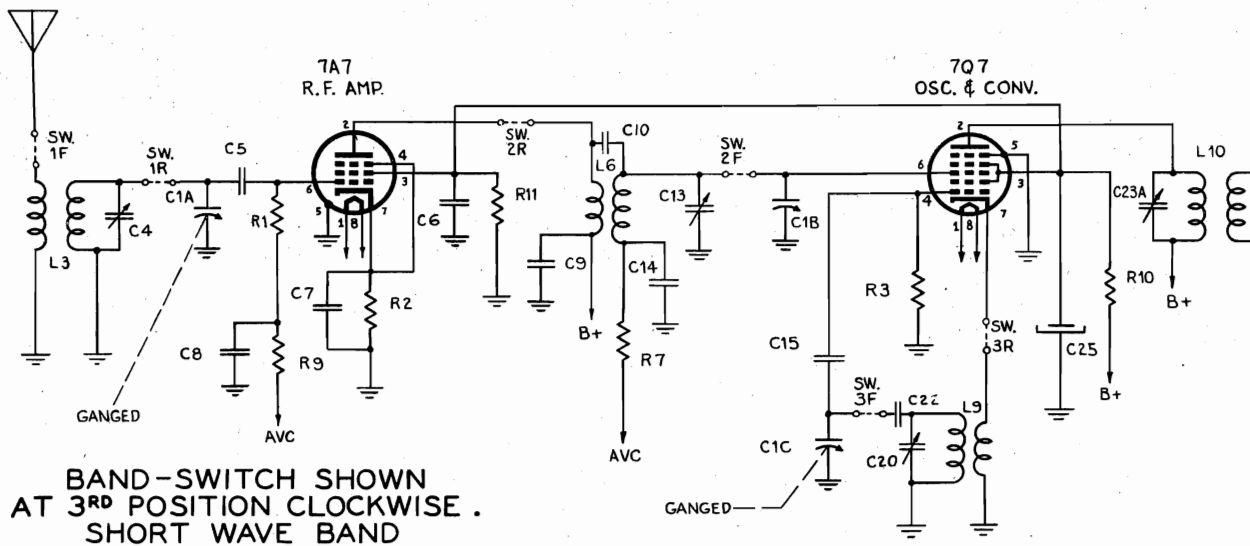 7A7
R.F. AMP.
7Q7
OSC. & CONV.
SW.
1F
SW.
1R
C5
C1A
C4
L3
R1
6
2
4
3
5
1
8
7
C6
R11
SW.
2R
C10
L6
C13
SW.
2F
C1B
C9
C14
B+
R7
AVC
C7
R2
C8
R9
AVC
GANGED
2
5
6
3
4
1
8
7
R3
C15
SW.
3R
SW.
3F
C22
L9
C1C
C20
GANGED
C25
R10
B+
C23A
L10
B+
BAND-SWITCH SHOWN
AT 3RD POSITION CLOCKWISE.
SHORT WAVE BAND